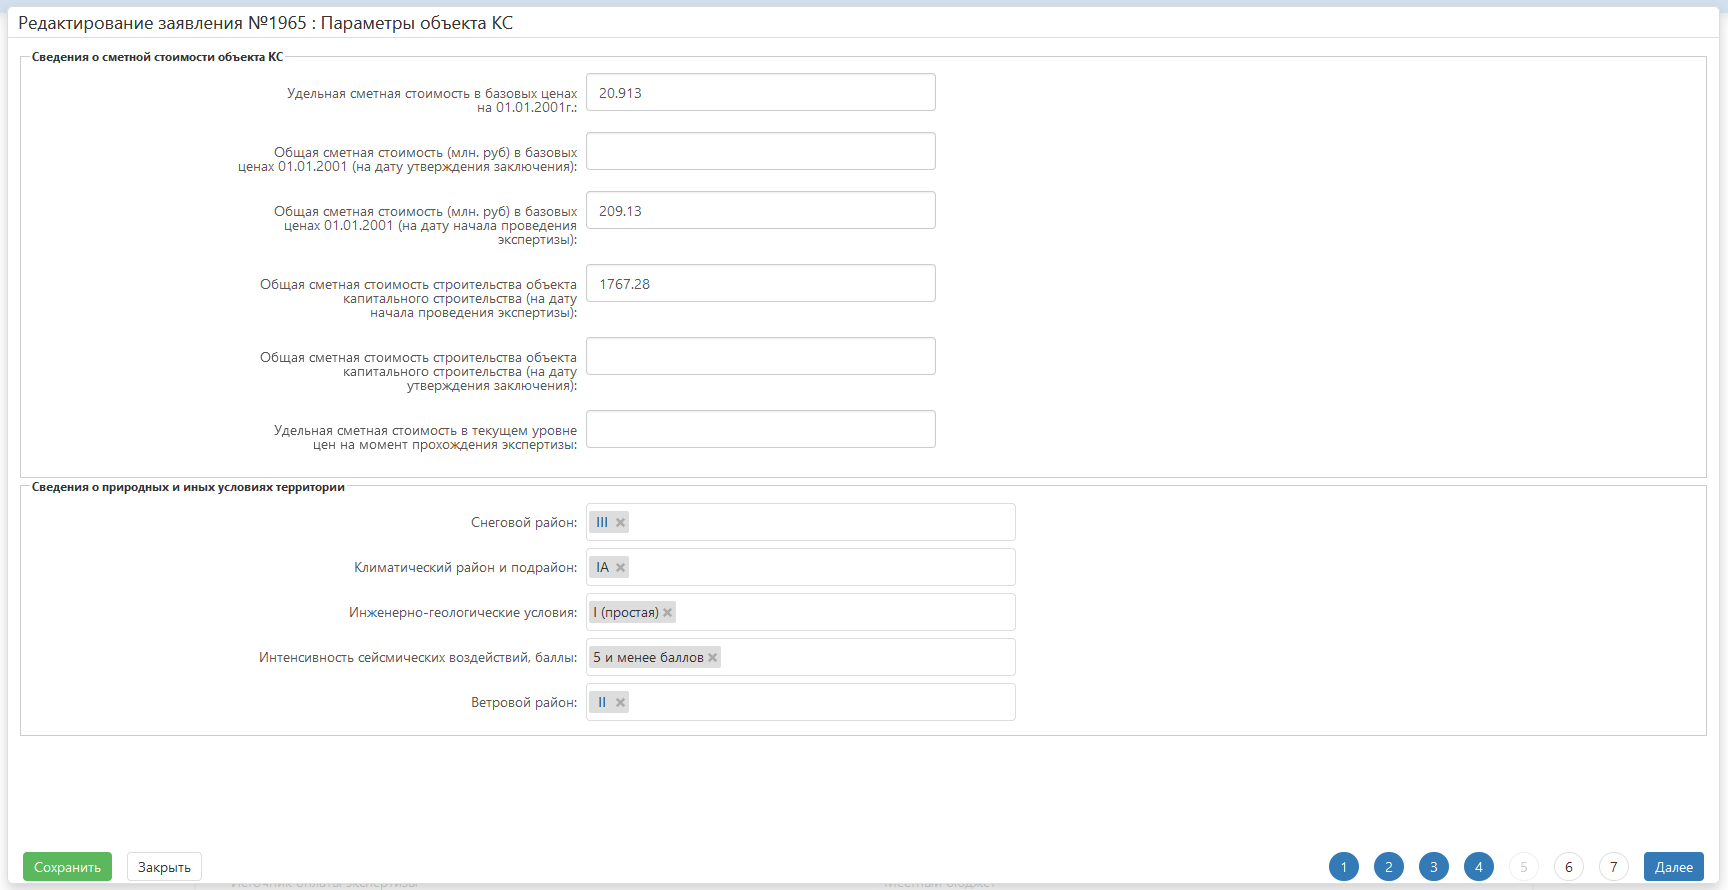 Редактирование заявления №1965 : Параметры объекта КС
Сведения о сметной стоимости объекта КС
Удельная сметная стоимость в базовых ценах
на 01.01.2001г.:
20.913
Общая сметная стоимость (млн. руб) в базовых
ценах 01.01.2001 (на дату утверждения заключения):
Общая сметная стоимость (млн. руб) в базовых
ценах 01.01.2001 (на дату начала проведения
экспертизы):
209.13
Общая сметная стоимость строительства объекта
капитального строительства (на дату
начала проведения экспертизы):
1767.28
Общая сметная стоимость строительства объекта
капитального строительства (на дату
утверждения заключения):
Удельная сметная стоимость в текущем уровне
цен на момент прохождения экспертизы:
Сведения о природных и иных условиях территории
Снеговой район: III
Климатический район и подрайон: IA
Инженерно-геологические условия: I (простая)
Интенсивность сейсмических воздействий, баллы: 5 и менее баллов
Ветровой район: II
Сохранить Закрыть 1 2 3 4 5 6 7 Далее